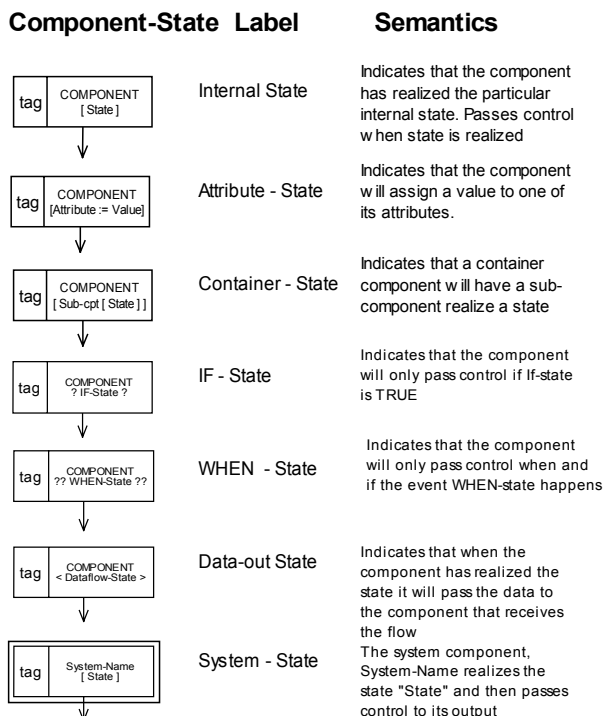 Component-State Label Semantics
tag
COMPONENT
[ State ]
Internal State
Indicates that the component
has realized the particular
internal state. Passes control
when state is realized
tag
COMPONENT
[Attribute := Value]
Attribute - State
Indicates that the component
will assign a value to one of
its attributes.
tag
COMPONENT
[ Sub-cpt [ State ] ]
Container - State
Indicates that a container
component will have a sub-
component realize a state
tag
COMPONENT
? IF-State ?
IF - State
Indicates that the component
will only pass control if If-state
is TRUE
tag
COMPONENT
?? WHEN-State ??
WHEN - State
Indicates that the component
will only pass control when and
if the event WHEN-state happens
tag
COMPONENT
< Dataflow-State >
Data-out State
Indicates that when the
component has realized the
state it will pass the data to
the component that receives
the flow
tag
System-Name
[ State ]
System - State
The system component,
System-Name realizes the
state "State" and then passes
control to its output